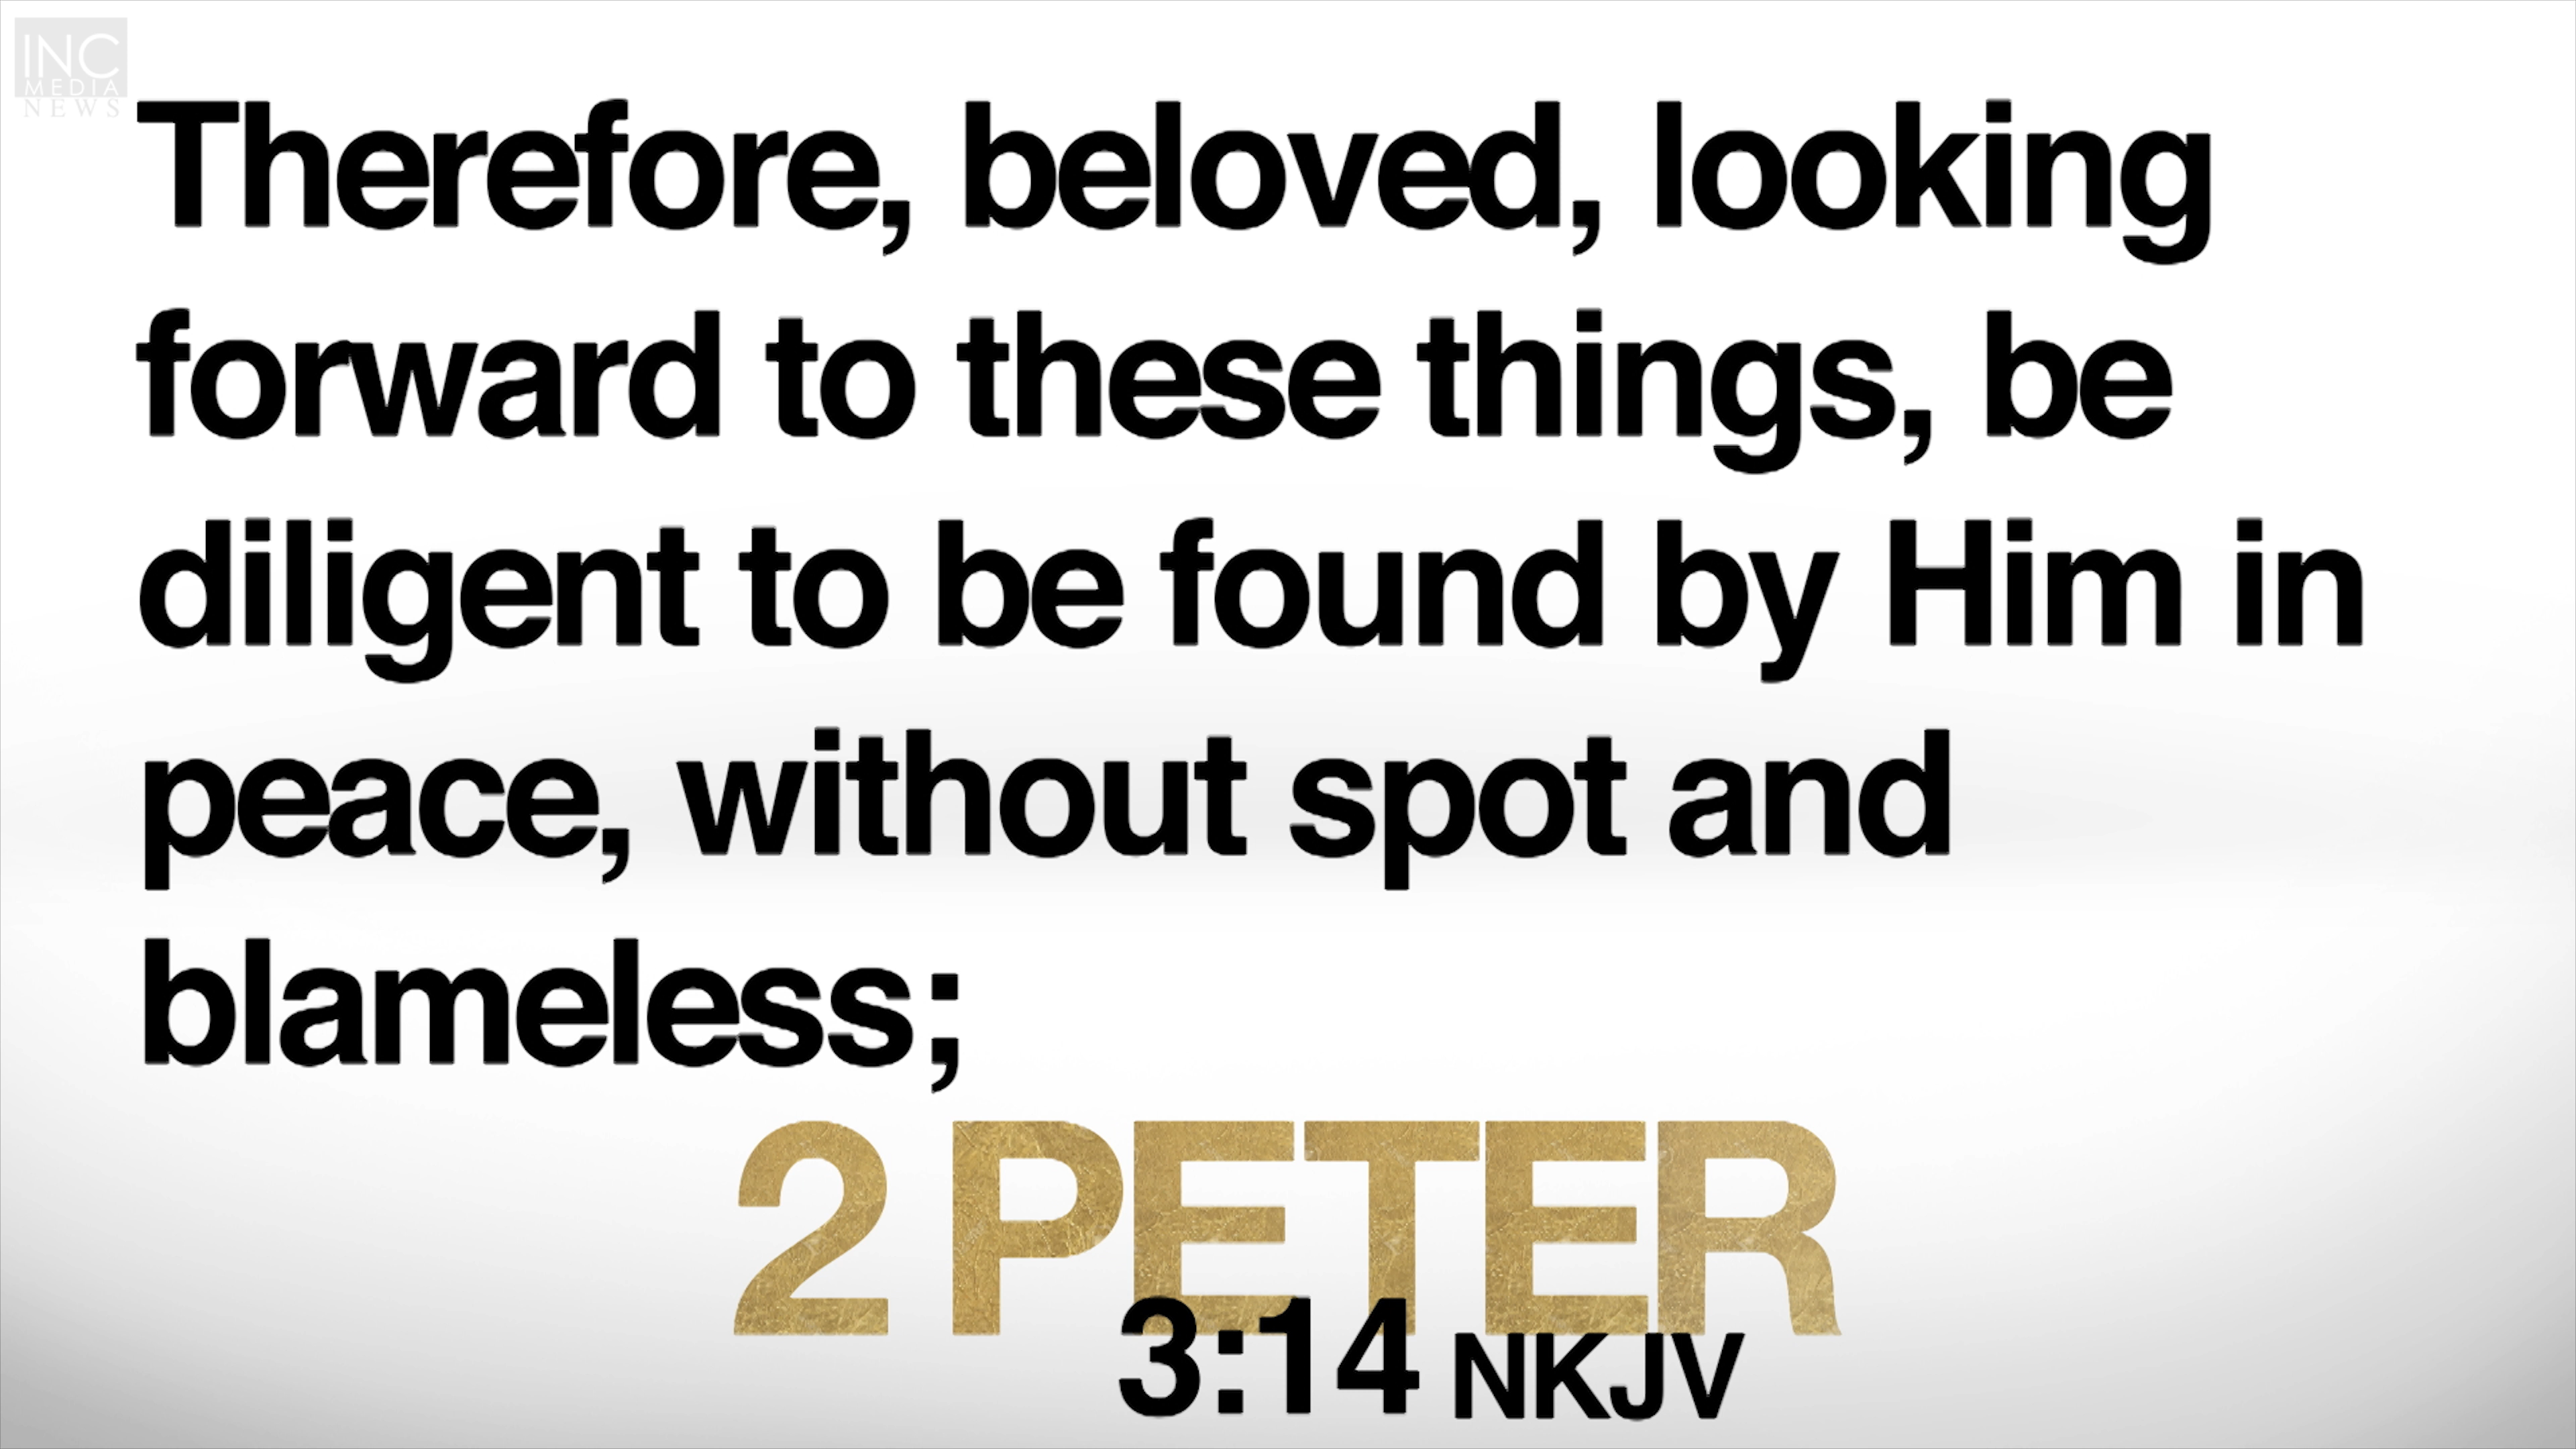 INC
MEDIA
NEWS
Therefore, beloved, looking
forward to these things, be
diligent to be found by Him in
peace, without spot and
blameless;
2 PETER
3:14 NKJV